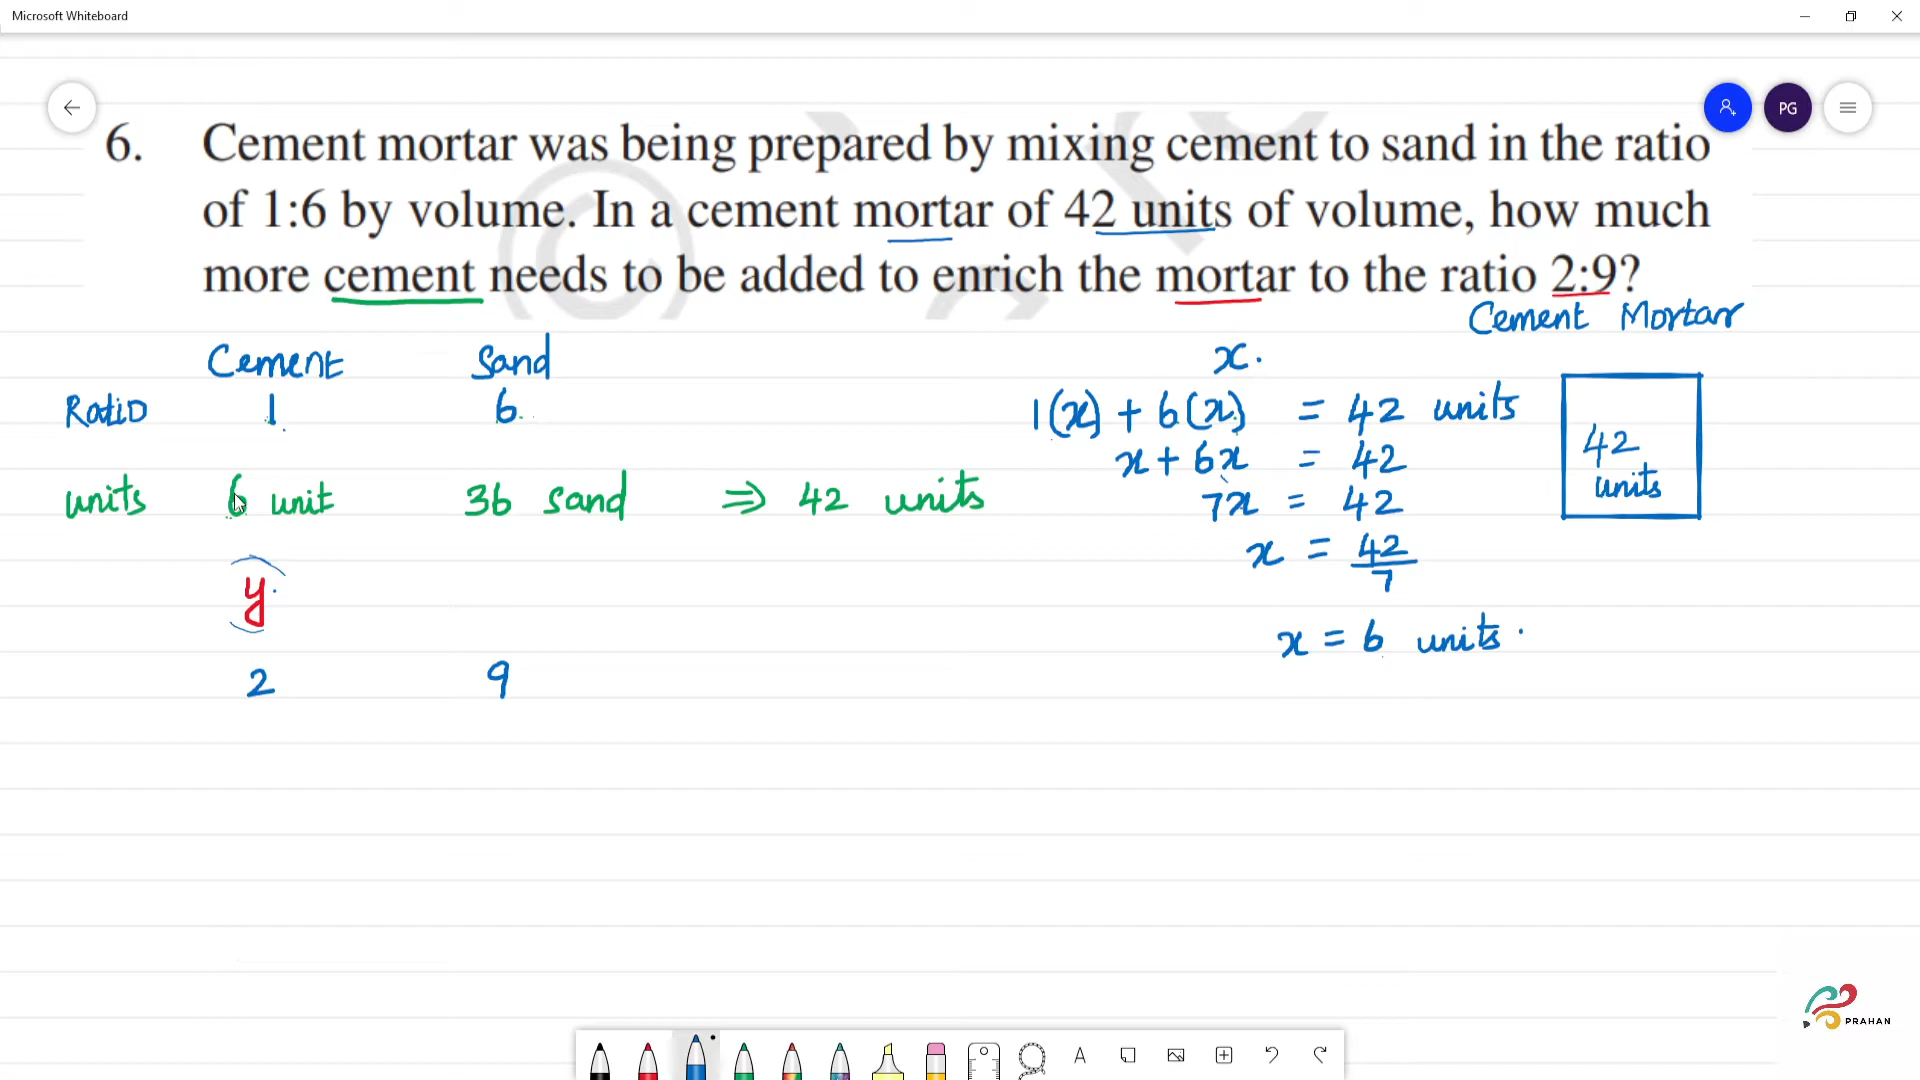 Microsoft Whiteboard
PG
6. Cement mortar was being prepared by mixing cement to sand in the ratio
of 1:6 by volume. In a cement mortar of 42 units of volume, how much
more cement needs to be added to enrich the mortar to the ratio 2:9?
Cement Mortar
Cement Sand
x.
Ratio 1 6
1(x) + 6(x) = 42 units
42
units
x + 6x = 42
units 6 unit 36 sand ⇒ 42 units
7x = 42
x = 42/7
y
x = 6 units.
2 9
PRAHAN
A